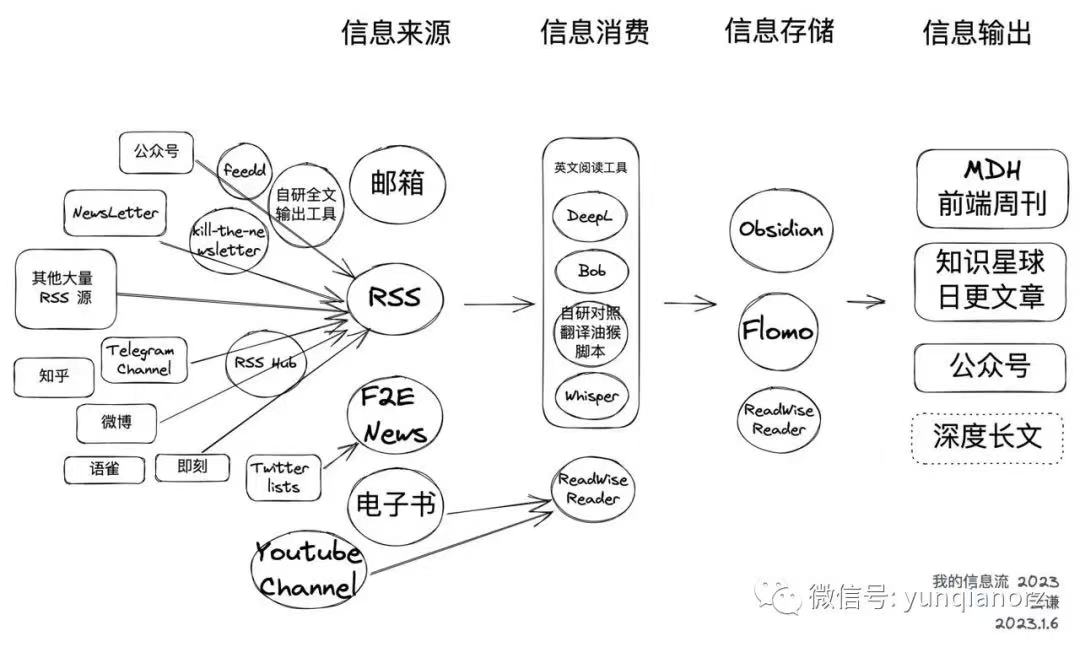 信息来源
信息消费
信息存储
信息输出
公众号
feedd
自研全文
输出工具
邮箱
NewsLetter
kill-the-ne
wsletter
其他大量
RSS 源
RSS
Telegram
Channel
RSS Hub
知乎
微博
语雀
即刻
Twitter
lists
F2E
News
电子书
Youtube
Channel
英文阅读工具
DeepL
Bob
自研对照
翻译油猴
脚本
Whisper
ReadWise
Reader
Obsidian
Flomo
ReadWise
Reader
MDH
前端周刊
知识星球
日更文章
公众号
深度长文
我的信息流 2023
微信号: yunqianorz
2023.1.6